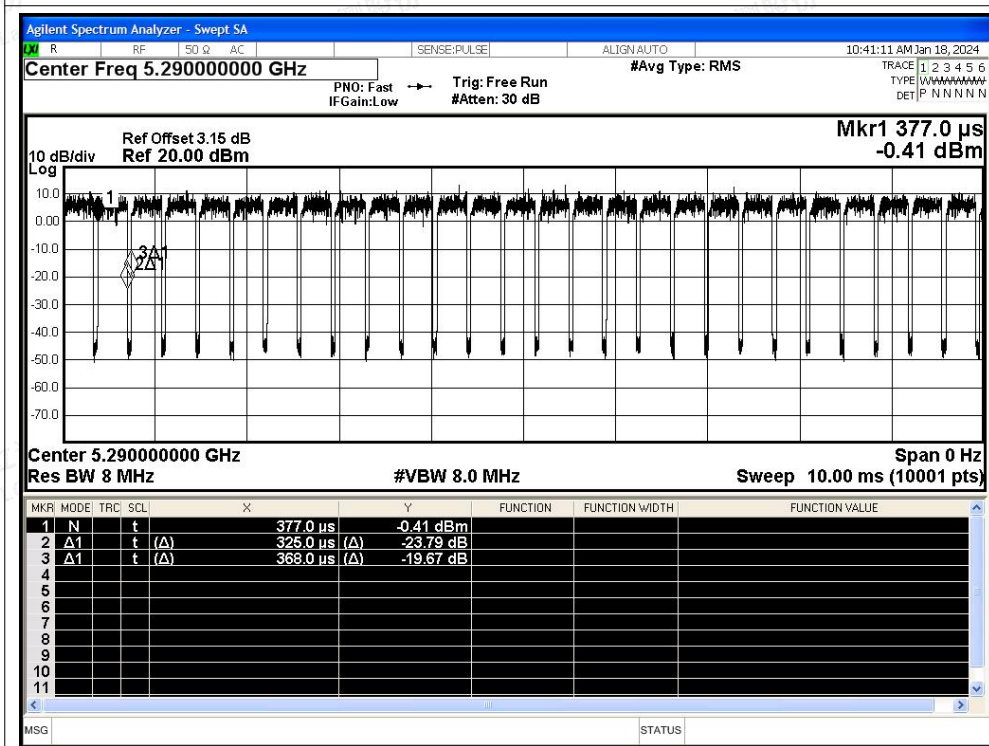 Agilent Spectrum Analyzer - Swept SA
LXI R RF 50 Ω AC SENSE:PULSE ALIGN AUTO 10:41:11 AM Jan 18, 2024
Center Freq 5.290000000 GHz #Avg Type: RMS TRACE 1 2 3 4 5 6
PNO: Fast Trig: Free Run TYPE WWWWWW
IFGain:Low #Atten: 30 dB DET P N N N N N
Mkr1 377.0 µs
Ref Offset 3.15 dB
10 dB/div Ref 20.00 dBm -0.41 dBm
Log
10.0
1
0.00
-10.0
3Δ1
2Δ1
-20.0
-30.0
-40.0
-50.0
-60.0
-70.0
Center 5.290000000 GHz Span 0 Hz
Res BW 8 MHz #VBW 8.0 MHz Sweep 10.00 ms (10001 pts)
MKR MODE TRC SCL X Y FUNCTION FUNCTION WIDTH FUNCTION VALUE
1 N t 377.0 µs -0.41 dBm
2 Δ1 t (Δ) 325.0 µs (Δ) -23.79 dB
3 Δ1 t (Δ) 368.0 µs (Δ) -19.67 dB
4
5
6
7
8
9
10
11
MSG STATUS